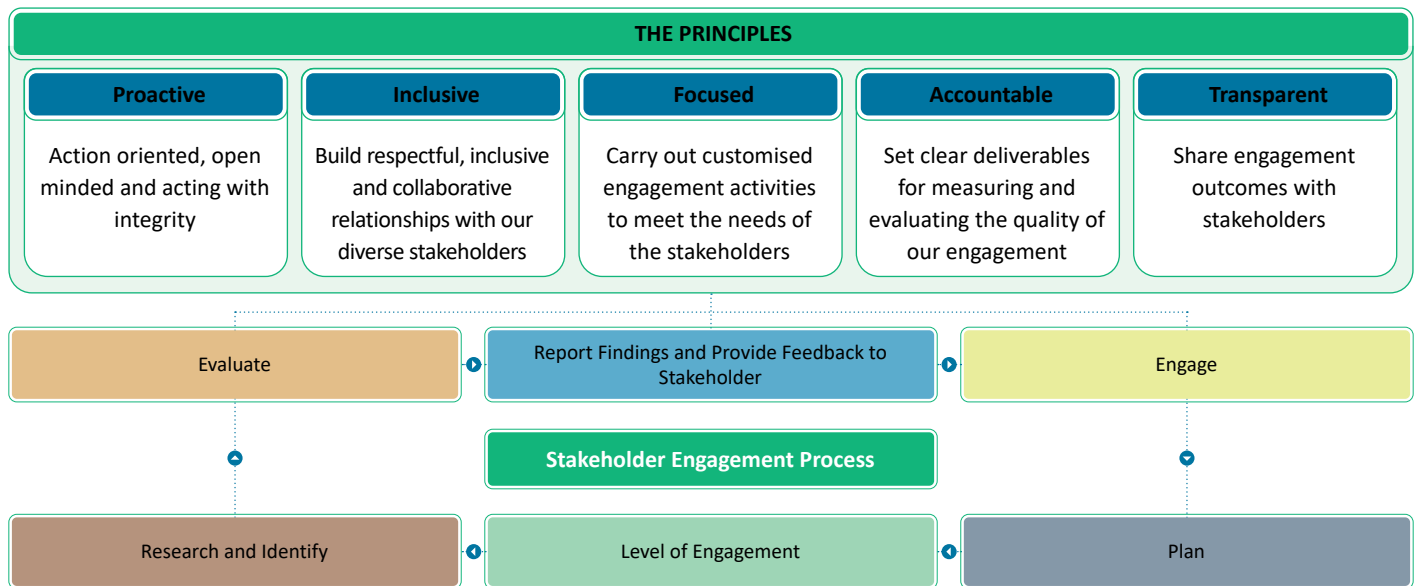 THE PRINCIPLES
Proactive
Action oriented, open
minded and acting with
integrity
Inclusive
Build respectful, inclusive
and collaborative
relationships with our
diverse stakeholders
Focused
Carry out customised
engagement activities
to meet the needs of
the stakeholders
Accountable
Set clear deliverables
for measuring and
evaluating the quality of
our engagement
Transparent
Share engagement
outcomes with
stakeholders
Evaluate
Report Findings and Provide Feedback to
Stakeholder
Engage
Stakeholder Engagement Process
Research and Identify
Level of Engagement
Plan